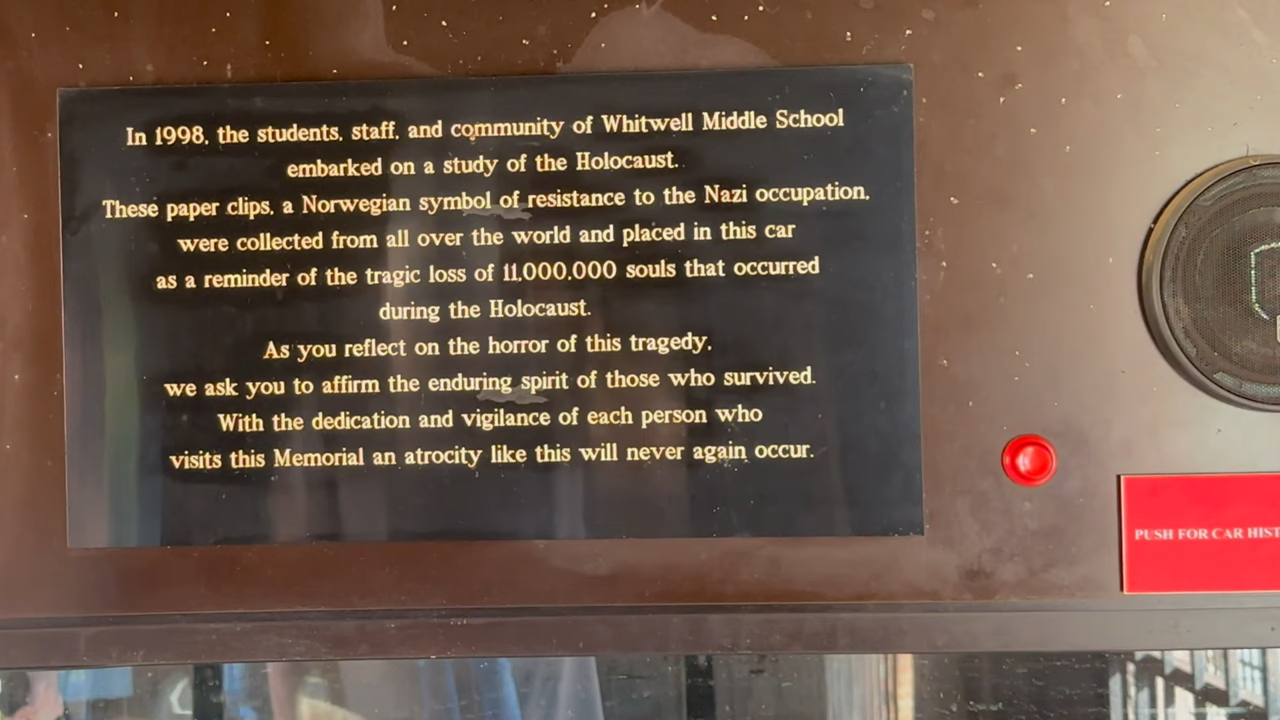 In 1998, the students, staff, and community of Whitwell Middle School
embarked on a study of the Holocaust.
These paper clips, a Norwegian symbol of resistance to the Nazi occupation,
were collected from all over the world and placed in this car
as a reminder of the tragic loss of 11,000,000 souls that occurred
during the Holocaust.
As you reflect on the horror of this tragedy,
we ask you to affirm the enduring spirit of those who survived.
With the dedication and vigilance of each person who
visits this Memorial an atrocity like this will never again occur.
PUSH FOR CAR HIST